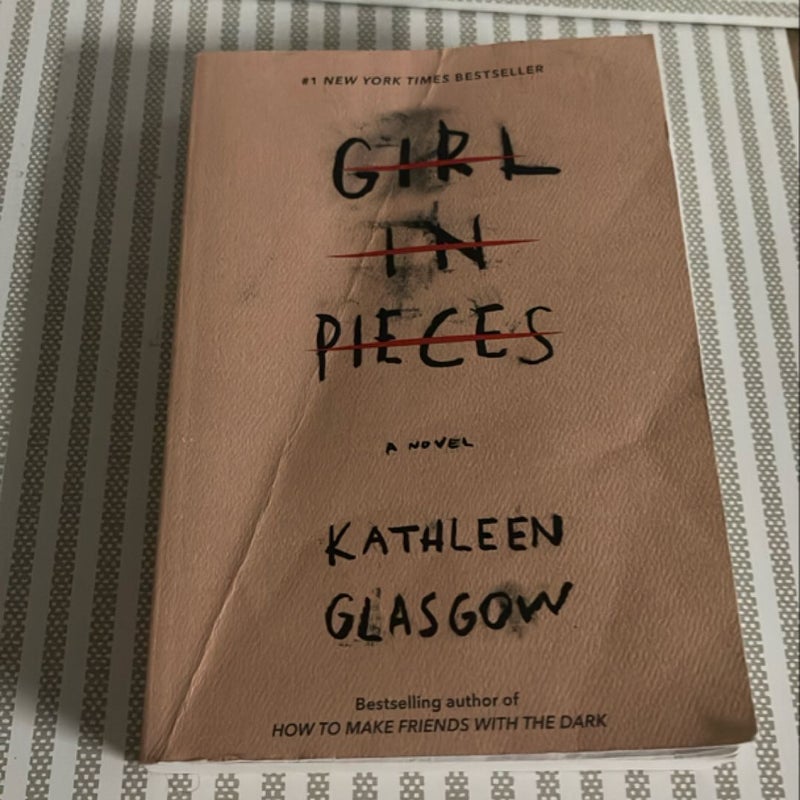 #1 NEW YORK TIMES BESTSELLER
GIRL
IN
PIECES
A NOVEL
KATHLEEN
GLASGOW
Bestselling author of
HOW TO MAKE FRIENDS WITH THE DARK